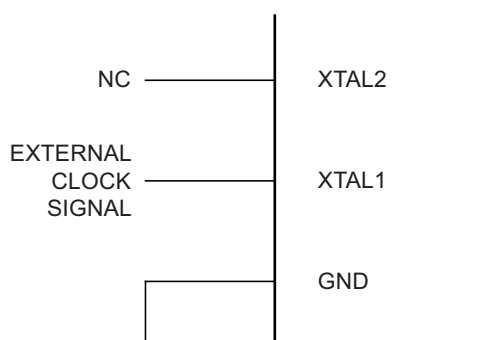 NC
XTAL2
EXTERNAL
CLOCK
SIGNAL
XTAL1
GND